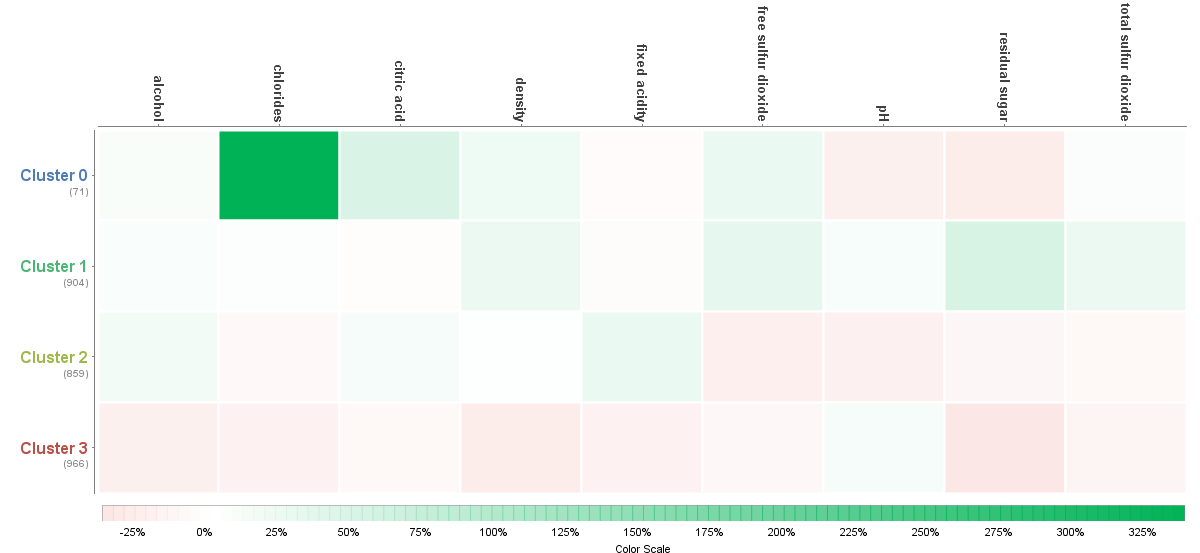 alcohol
chlorides
citric acid
density
fixed acidity
free sulfur dioxide
pH
residual sugar
total sulfur dioxide
Cluster 0
(71)
Cluster 1
(904)
Cluster 2
(859)
Cluster 3
(966)
-25% 0% 25% 50% 75% 100% 125% 150% 175% 200% 225% 250% 275% 300% 325%
Color Scale